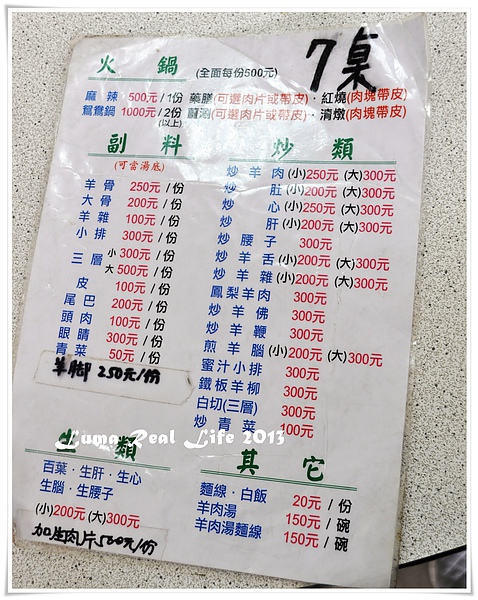 7桌
火鍋 (全面每份500元)
麻辣 500元/1份 藥膳(可選肉片或帶皮)．紅燒(肉塊帶皮)
鴛鴦鍋 1000元/2份(以上) 薑湯(可選肉片或帶皮)．清燉(肉塊帶皮)
副料
(可當湯底)
羊骨 250元/份
大骨 200元/份
羊雜 100元/份
小排 300元/份
三層 小300元/份
大500元/份
皮 100元/份
尾巴 200元/份
頭肉 100元/份
眼睛 300元/份
青菜 50元/份
羊腳 250元/份
炒類
炒羊肉(小)250元(大)300元
炒肚(小)200元(大)300元
炒心(小)250元(大)300元
炒肝(小)200元(大)300元
炒腰子 300元
炒羊舌(小)200元(大)300元
炒羊雜(小)200元(大)300元
鳳梨羊肉 300元
炒羊佛 300元
炒羊鞭 300元
煎羊腦(小)200元(大)300元
蜜汁小排 300元
鐵板羊柳 300元
白切(三層) 300元
炒青菜 100元
生類
百葉．生肝．生心
生腦．生腰子
(小)200元(大)300元
加生肉片500元/份
其它
麵線．白飯 20元/份
羊肉湯 150元/碗
羊肉湯麵線 150元/碗
Luma Real Life 2013